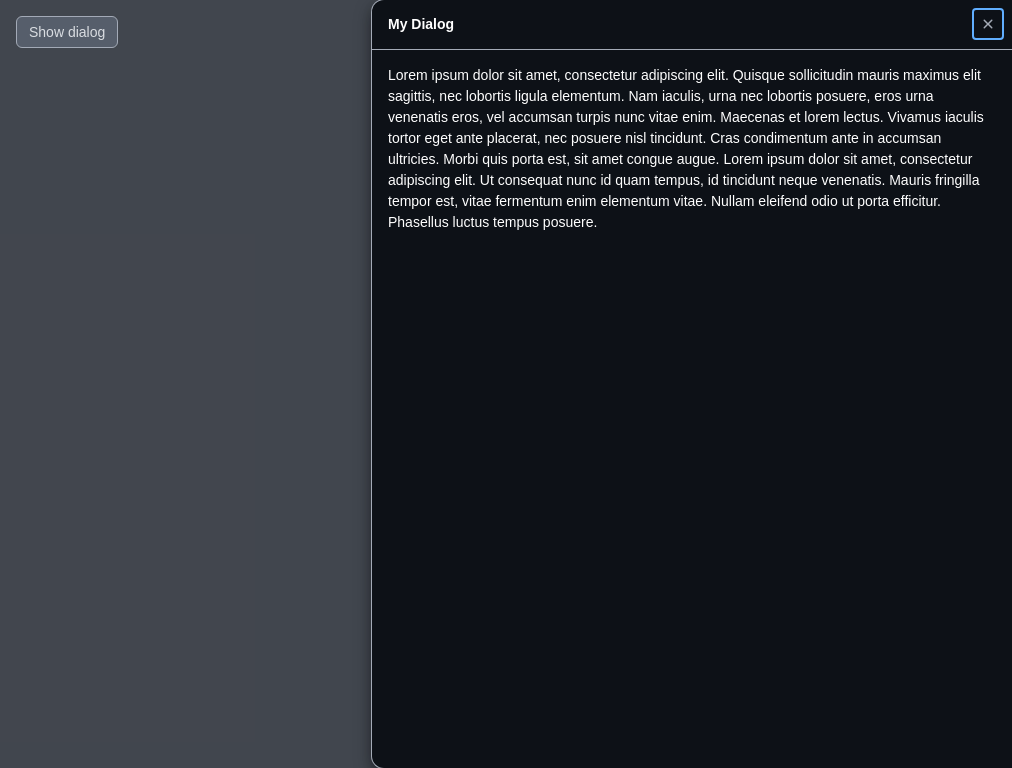 Show dialog
My Dialog
Lorem ipsum dolor sit amet, consectetur adipiscing elit. Quisque sollicitudin mauris maximus elit
sagittis, nec lobortis ligula elementum. Nam iaculis, urna nec lobortis posuere, eros urna
venenatis eros, vel accumsan turpis nunc vitae enim. Maecenas et lorem lectus. Vivamus iaculis
tortor eget ante placerat, nec posuere nisl tincidunt. Cras condimentum ante in accumsan
ultricies. Morbi quis porta est, sit amet congue augue. Lorem ipsum dolor sit amet, consectetur
adipiscing elit. Ut consequat nunc id quam tempus, id tincidunt neque venenatis. Mauris fringilla
tempor est, vitae fermentum enim elementum vitae. Nullam eleifend odio ut porta efficitur.
Phasellus luctus tempus posuere.